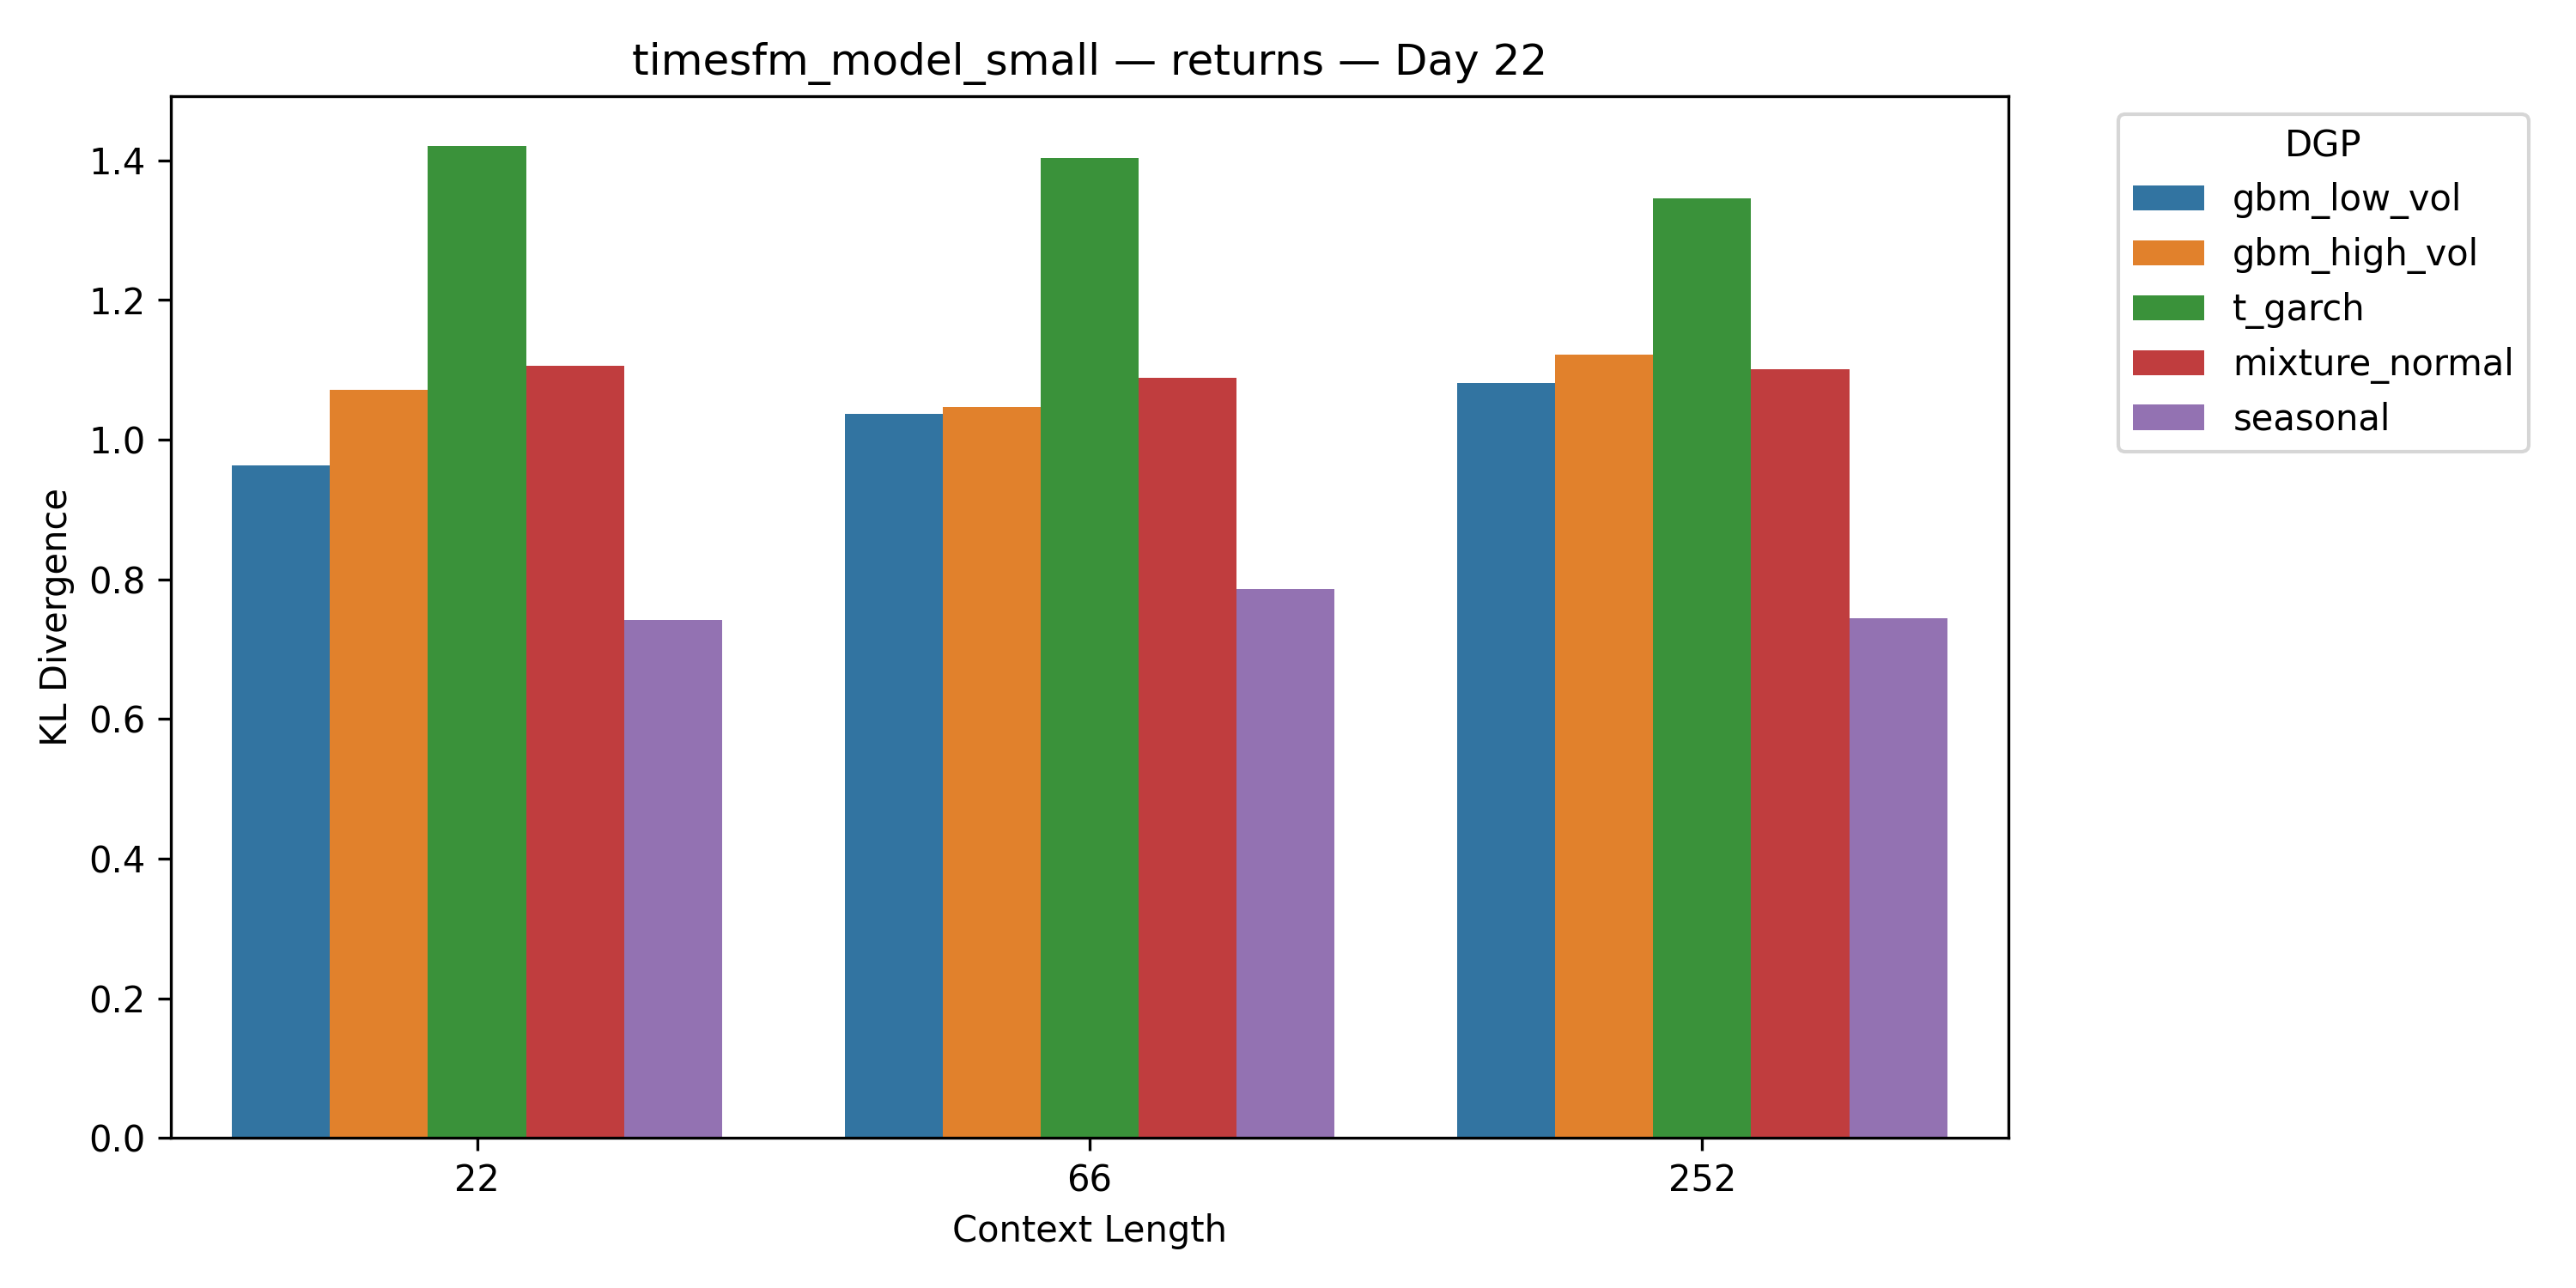 timesfm_model_small — returns — Day 22
KL Divergence
1.4
1.2
1.0
0.8
0.6
0.4
0.2
0.0
22
66
252
Context Length
DGP
gbm_low_vol
gbm_high_vol
t_garch
mixture_normal
seasonal